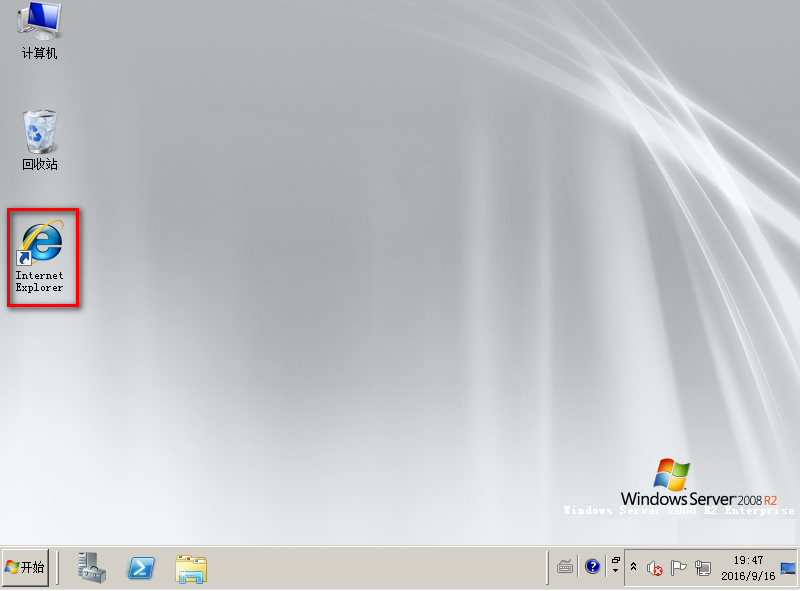 计算机
回收站
Internet
Explorer
Windows Server 2008 R2
Windows Server 2008 R2 Enterprise
开始
19:47
2016/9/16